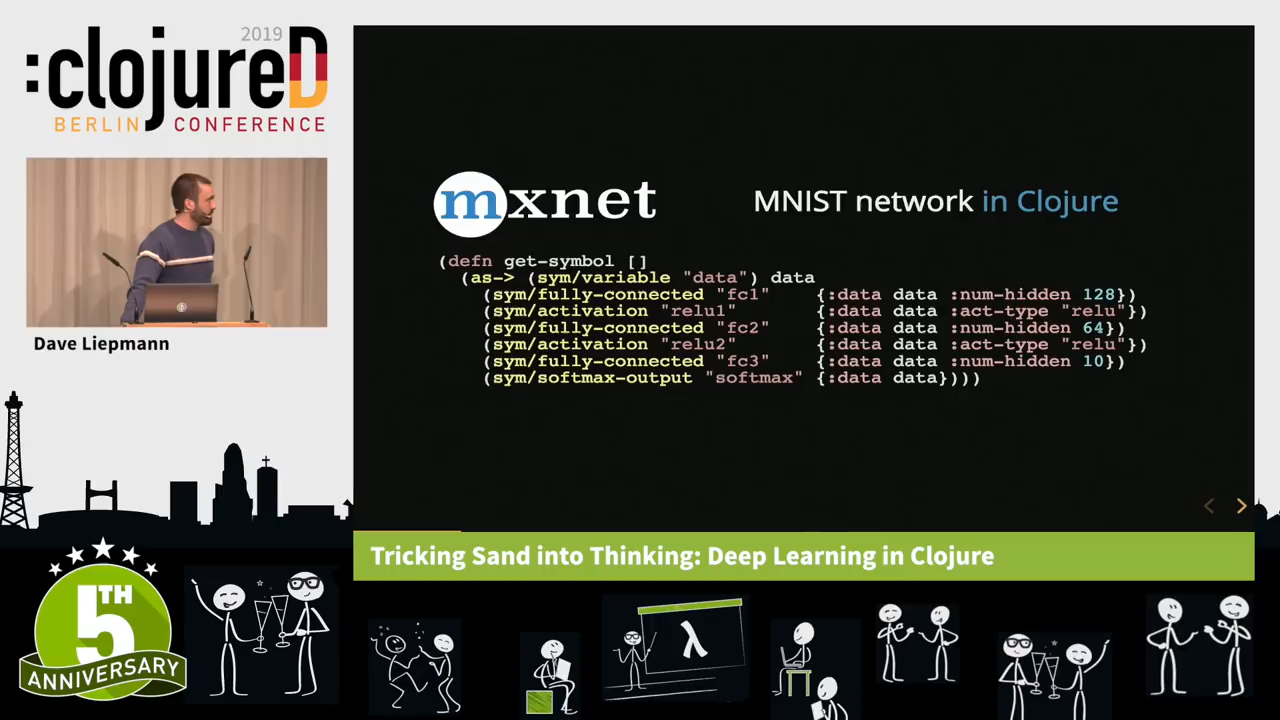 2019
:clojureD
BERLIN CONFERENCE
Dave Liepmann
mxnet
MNIST network in Clojure
(defn get-symbol []
  (as-> (sym/variable "data") data
    (sym/fully-connected "fc1" {:data data :num-hidden 128})
    (sym/activation "relu1" {:data data :act-type "relu"})
    (sym/fully-connected "fc2" {:data data :num-hidden 64})
    (sym/activation "relu2" {:data data :act-type "relu"})
    (sym/fully-connected "fc3" {:data data :num-hidden 10})
    (sym/softmax-output "softmax" {:data data})))
Tricking Sand into Thinking: Deep Learning in Clojure
5TH
ANNIVERSARY
λ